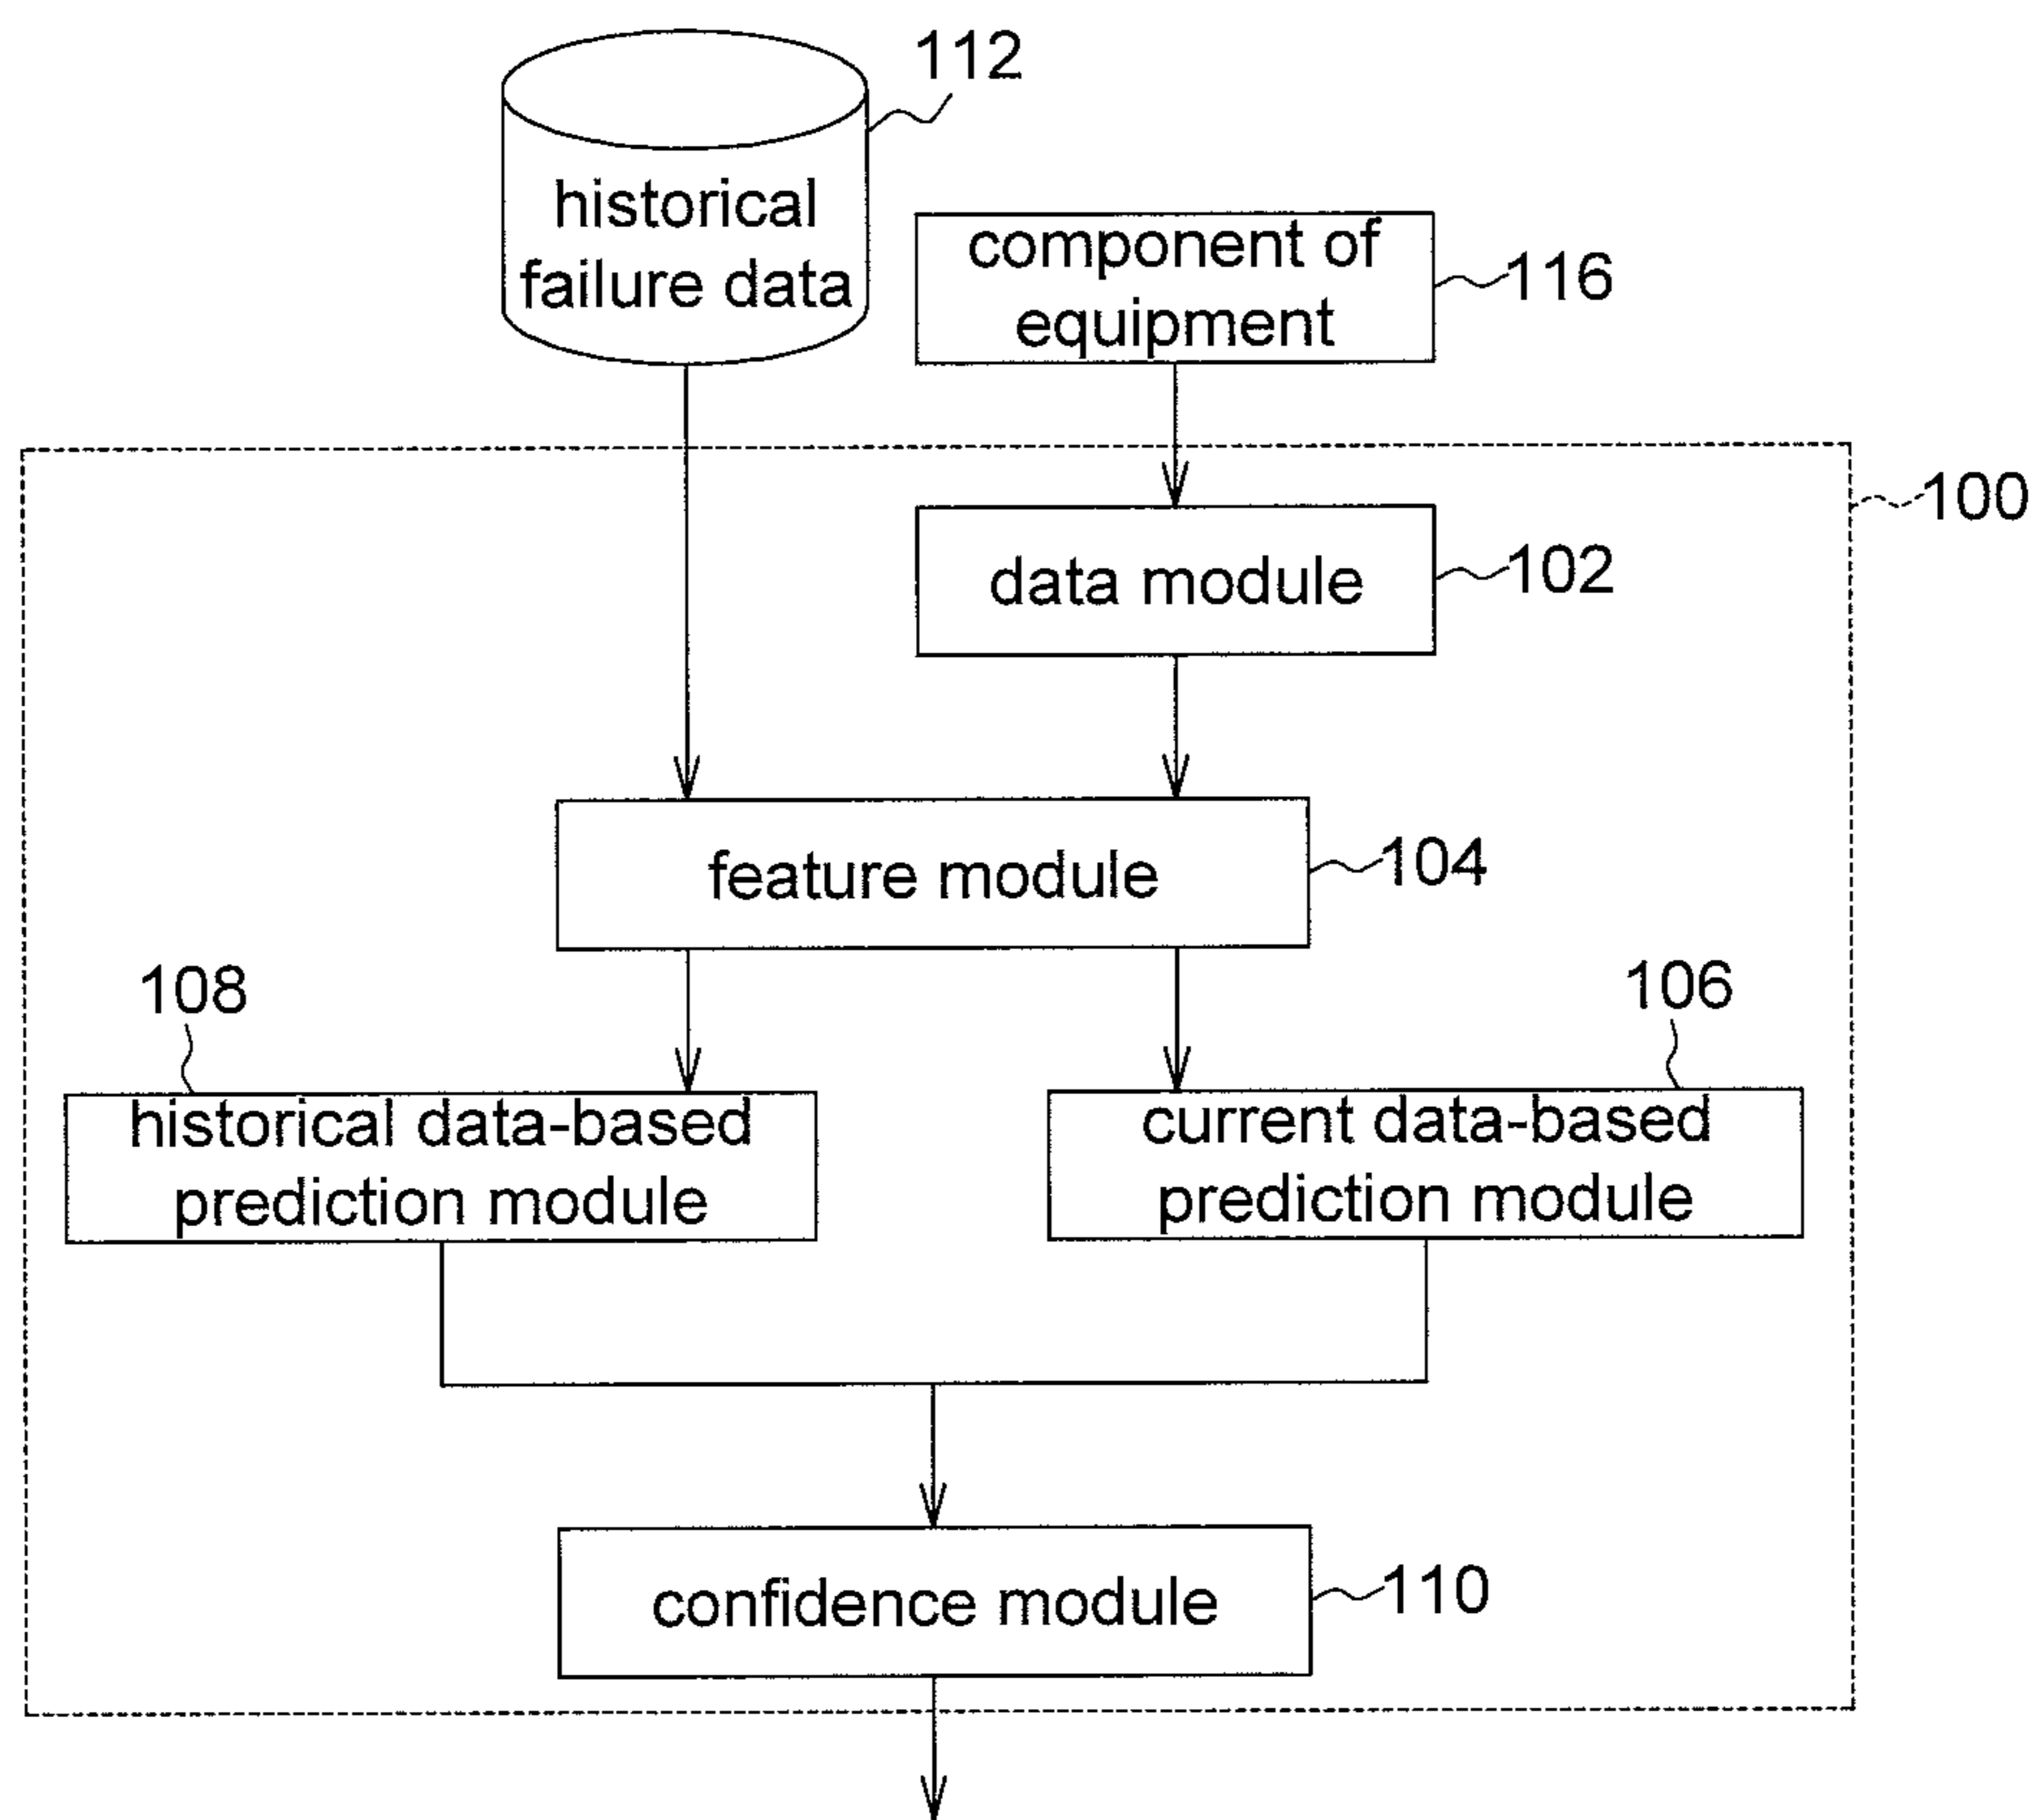 112
historical
failure data
component of
equipment
116
100
data module
102
feature module
104
108
106
historical data-based
prediction module
current data-based
prediction module
confidence module
110